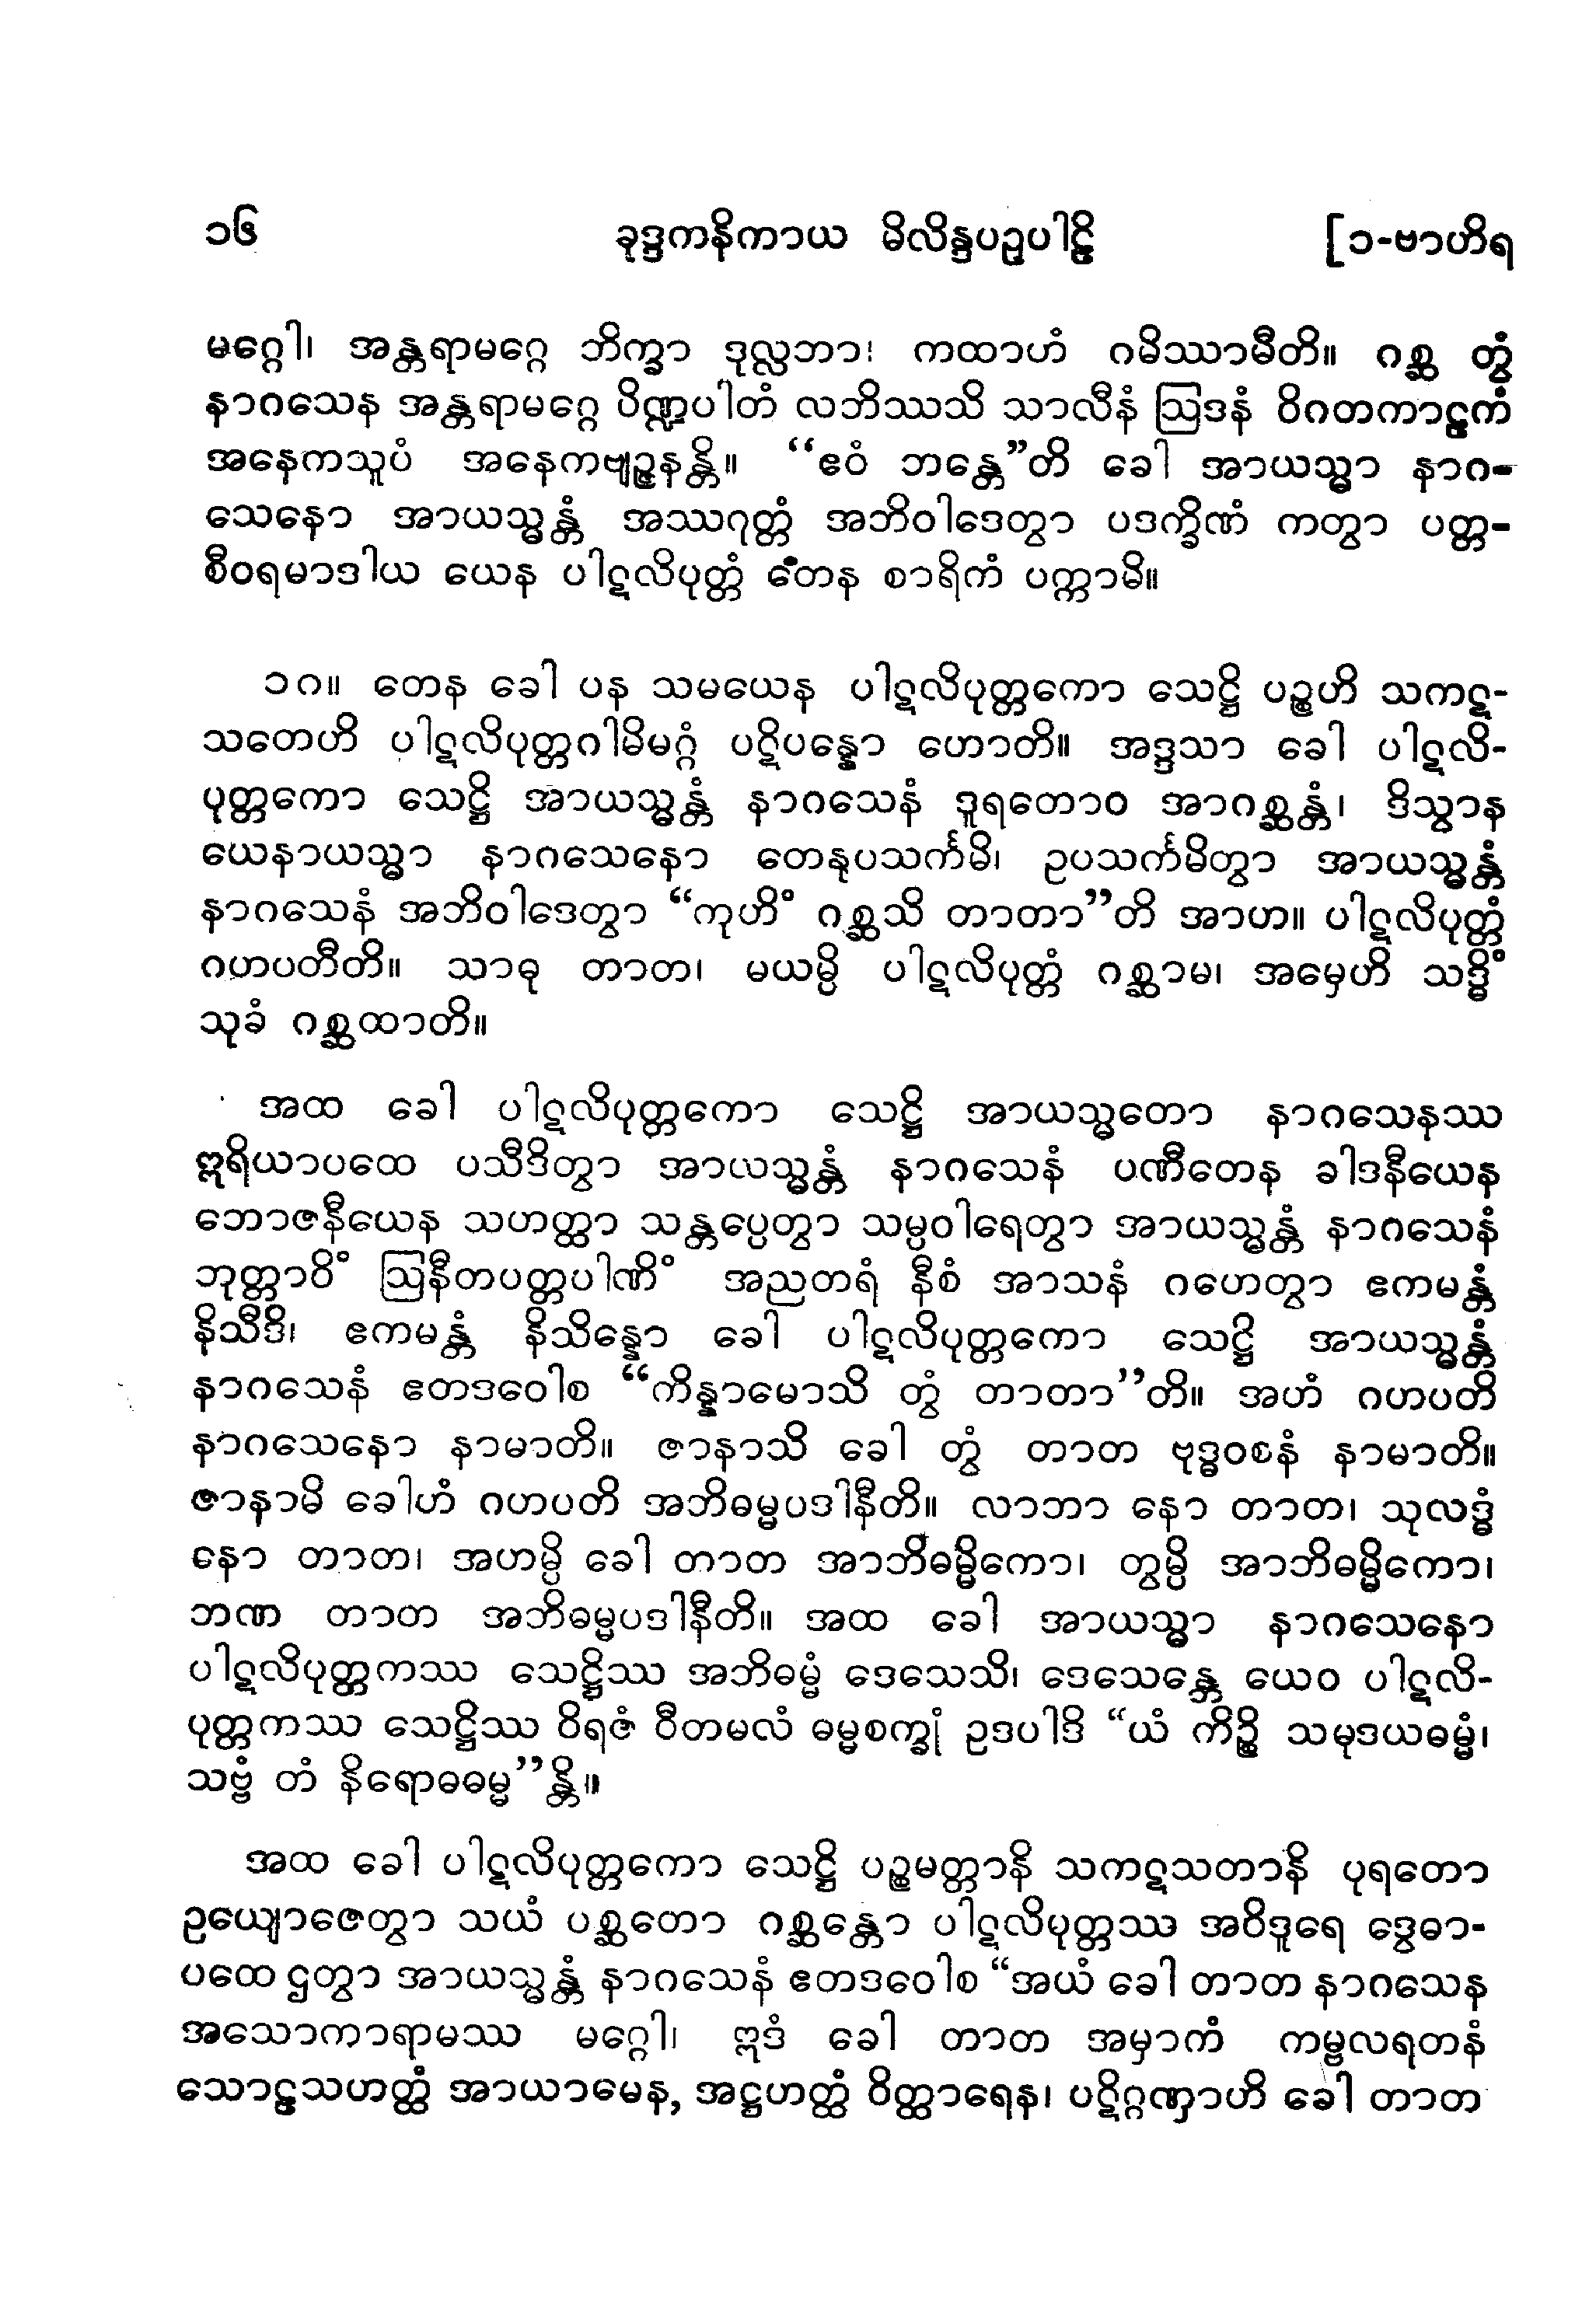 ၁၆ ခုဒ္ဒကနိကာယ မိလိန္ဒပဉှပါဠိ [၁-ဗာဟိရ
မဂ္ဂေါ၊ အန္တရာမဂ္ဂေ ဘိက္ခာ ဒုလ္လဘာ၊ ကထာဟံ ဂမိဿာမီတိ။ ဂစ္ဆ တွံ
နာဂသေန အန္တရာမဂ္ဂေ ပိဏ္ဍပါတံ လဘိဿသိ သာလီနံ ဩဒနံ ဝိဂတကာဠကံ
အနေကသူပံ အနေကဗျဉ္ဇနန္တိ။ “ဧဝံ ဘန္တေ”တိ ခေါ အာယသ္မာ နာဂ-
သေနော အာယသ္မန္တံ အဿဂုတ္တံ အဘိဝါဒေတွာ ပဒက္ခိဏံ ကတွာ ပတ္တ-
စီဝရမာဒါယ ယေန ပါဋလိပုတ္တံ တေန စာရိကံ ပက္ကာမိ။
၁၈။ တေန ခေါ ပန သမယေန ပါဋလိပုတ္တကော သေဋ္ဌိ ပဉ္စဟိ သကဋ-
သတေဟိ ပါဋလိပုတ္တဂါမိမဂ္ဂံ ပဋိပန္နော ဟောတိ။ အဒ္ဒသာ ခေါ ပါဋလိ-
ပုတ္တကော သေဋ္ဌိ အာယသ္မန္တံ နာဂသေနံ ဒူရတောဝ အာဂစ္ဆန္တံ၊ ဒိသွာန
ယေနာယသ္မာ နာဂသေနော တေနုပသင်္ကမိ၊ ဥပသင်္ကမိတွာ အာယသ္မန္တံ
နာဂသေနံ အဘိဝါဒေတွာ “ကုဟိံ ဂစ္ဆသိ တာတာ”တိ အာဟ။ ပါဋလိပုတ္တံ
ဂဟပတီတိ။ သာဓု တာတ၊ မယမ္ပိ ပါဋလိပုတ္တံ ဂစ္ဆာမ၊ အမှေဟိ သဒ္ဓိံ
သုခံ ဂစ္ဆထာတိ။
အထ ခေါ ပါဋလိပုတ္တကော သေဋ္ဌိ အာယသ္မတော နာဂသေနဿ
ဣရိယာပထေ ပသီဒိတွာ အာယသ္မန္တံ နာဂသေနံ ပဏီတေန ခါဒနီယေန
ဘောဇနီယေန သဟတ္ထာ သန္တပ္ပေတွာ သမ္ပဝါရေတွာ အာယသ္မန္တံ နာဂသေနံ
ဘုတ္တာဝိံ ဩနီတပတ္တပါဏိံ အညတရံ နီစံ အာသနံ ဂဟေတွာ ဧကမန္တံ
နိသီဒိ၊ ဧကမန္တံ နိသိန္နော ခေါ ပါဋလိပုတ္တကော သေဋ္ဌိ အာယသ္မန္တံ
နာဂသေနံ ဧတဒဝေါစ “ကိန္နာမောသိ တွံ တာတာ”တိ။ အဟံ ဂဟပတိ
နာဂသေနော နာမာတိ။ ဇာနာသိ ခေါ တွံ တာတ ဗုဒ္ဓဝစနံ နာမာတိ။
ဇာနာမိ ခေါဟံ ဂဟပတိ အဘိဓမ္မပဒါနီတိ။ လာဘာ နော တာတ၊ သုလဒ္ဓံ
နော တာတ၊ အဟမ္ပိ ခေါ တာတ အာဘိဓမ္မိကော၊ တွမ္ပိ အာဘိဓမ္မိကော၊
ဘဏ တာတ အဘိဓမ္မပဒါနီတိ။ အထ ခေါ အာယသ္မာ နာဂသေနော
ပါဋလိပုတ္တကဿ သေဋ္ဌိဿ အဘိဓမ္မံ ဒေသေသိ၊ ဒေသေန္တေ ယေဝ ပါဋလိ-
ပုတ္တကဿ သေဋ္ဌိဿ ဝိရဇံ ဝီတမလံ ဓမ္မစက္ခုံ ဥဒပါဒိ “ယံ ကိဉ္စိ သမုဒယဓမ္မံ၊
သဗ္ဗံ တံ နိရောဓဓမ္မ”န္တိ။
အထ ခေါ ပါဋလိပုတ္တကော သေဋ္ဌိ ပဉ္စမတ္တာနိ သကဋသတာနိ ပုရတော
ဥယျောဇေတွာ သယံ ပစ္ဆတော ဂစ္ဆန္တော ပါဋလိပုတ္တဿ အဝိဒူရေ ဒွေဓာ-
ပထေ ဌတွာ အာယသ္မန္တံ နာဂသေနံ ဧတဒဝေါစ “အယံ ခေါ တာတ နာဂသေန
အသောကာရာမဿ မဂ္ဂေါ၊ ဣဒံ ခေါ တာတ အမှာကံ ကမ္ဗလရတနံ
သောဠသဟတ္ထံ အာယာမေန, အဋ္ဌဟတ္ထံ ဝိတ္ထာရေန၊ ပဋိဂ္ဂဏှာဟိ ခေါ တာတ